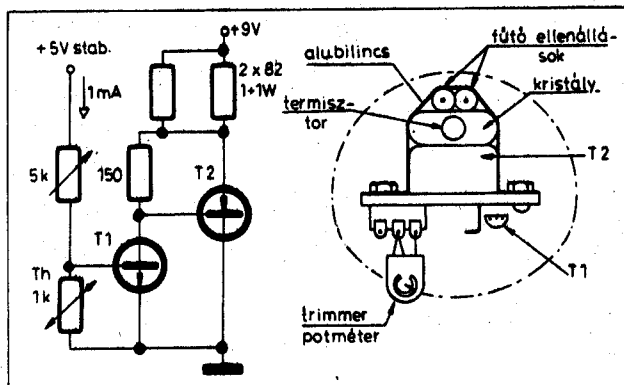 +5V stab.
1mA
+9V
2 x 82
1+1W
5k
150
T2
T1
Th
1k
fűtő ellenállá-
sok
alubilincs
kristály
termisz-
tor
T2
T1
trimmer
potméter